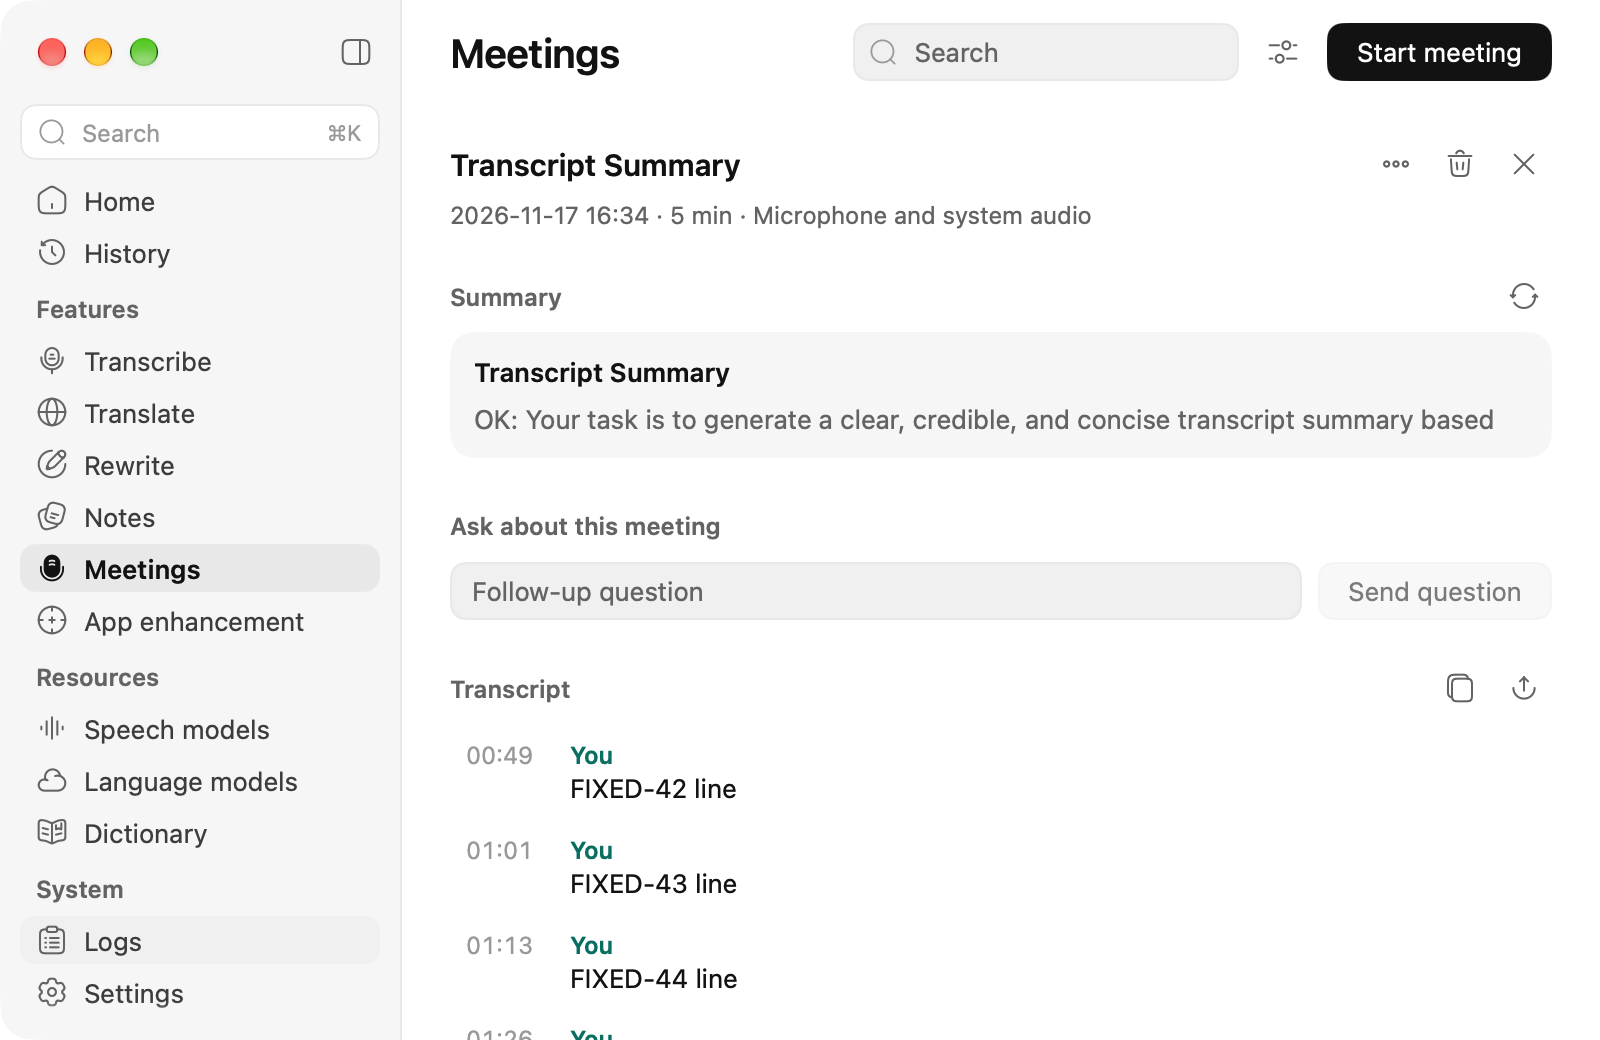 Search ⌘K
Home
History
Features
Transcribe
Translate
Rewrite
Notes
Meetings
App enhancement
Resources
Speech models
Language models
Dictionary
System
Logs
Settings
Meetings
Search
Start meeting
Transcript Summary
2026-11-17 16:34 · 5 min · Microphone and system audio
Summary
Transcript Summary
OK: Your task is to generate a clear, credible, and concise transcript summary based
Ask about this meeting
Follow-up question
Send question
Transcript
00:49 You
FIXED-42 line
01:01 You
FIXED-43 line
01:13 You
FIXED-44 line
01:26 You